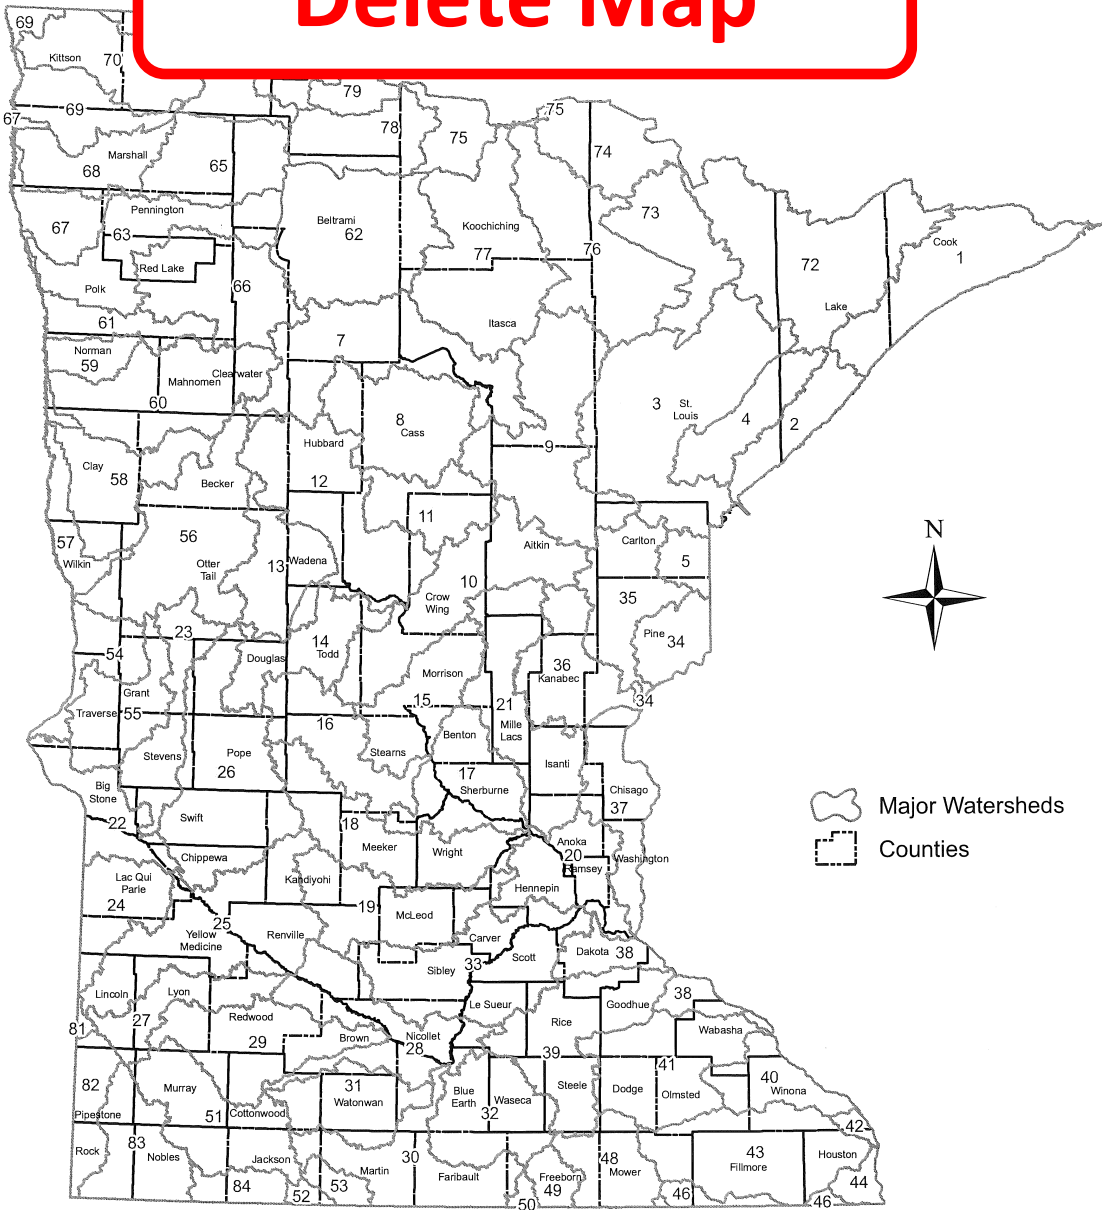 Delete Map
69
Kittson
70
79
69
67
78
75
75
74
Marshall
65
68
73
Pennington
67
63
Beltrami
62
Koochiching
77
76
Cook
1
Red Lake
72
66
Polk
61
Lake
Itasca
7
Norman
59
Mahnomen
Clearwater
60
8
Cass
3
St.
Louis
4
2
Hubbard
9
Clay
58
Becker
12
11
56
57
Wilkin
Otter
Tail
13
Wadena
Aitkin
Carlton
5
10
Crow
Wing
35
N
23
14
Todd
Pine
34
54
Douglas
36
Kanabec
Morrison
Grant
15
21
34
Traverse
55
16
Mille
Lacs
Benton
Stearns
Stevens
Pope
26
Isanti
17
Sherburne
Big
Stone
Chisago
37
Major Watersheds
22
Swift
18
Meeker
Wright
Anoka
20
Ramsey
Washington
Counties
Chippewa
Lac Qui
Parle
24
Kandiyohi
Hennepin
19
McLeod
25
Yellow
Medicine
Renville
Carver
Scott
Dakota
38
33
Sibley
Lincoln
Lyon
Le Sueur
Goodhue
38
27
Redwood
Rice
Wabasha
81
29
Brown
Nicollet
28
39
41
82
Murray
31
Watonwan
Blue
Earth
Waseca
Steele
Dodge
Olmsted
40
Winona
Pipestone
51
Cottonwood
32
42
83
Rock
Nobles
Jackson
Martin
30
Faribault
Freeborn
49
48
Mower
43
Fillmore
Houston
44
84
52
53
50
46
46